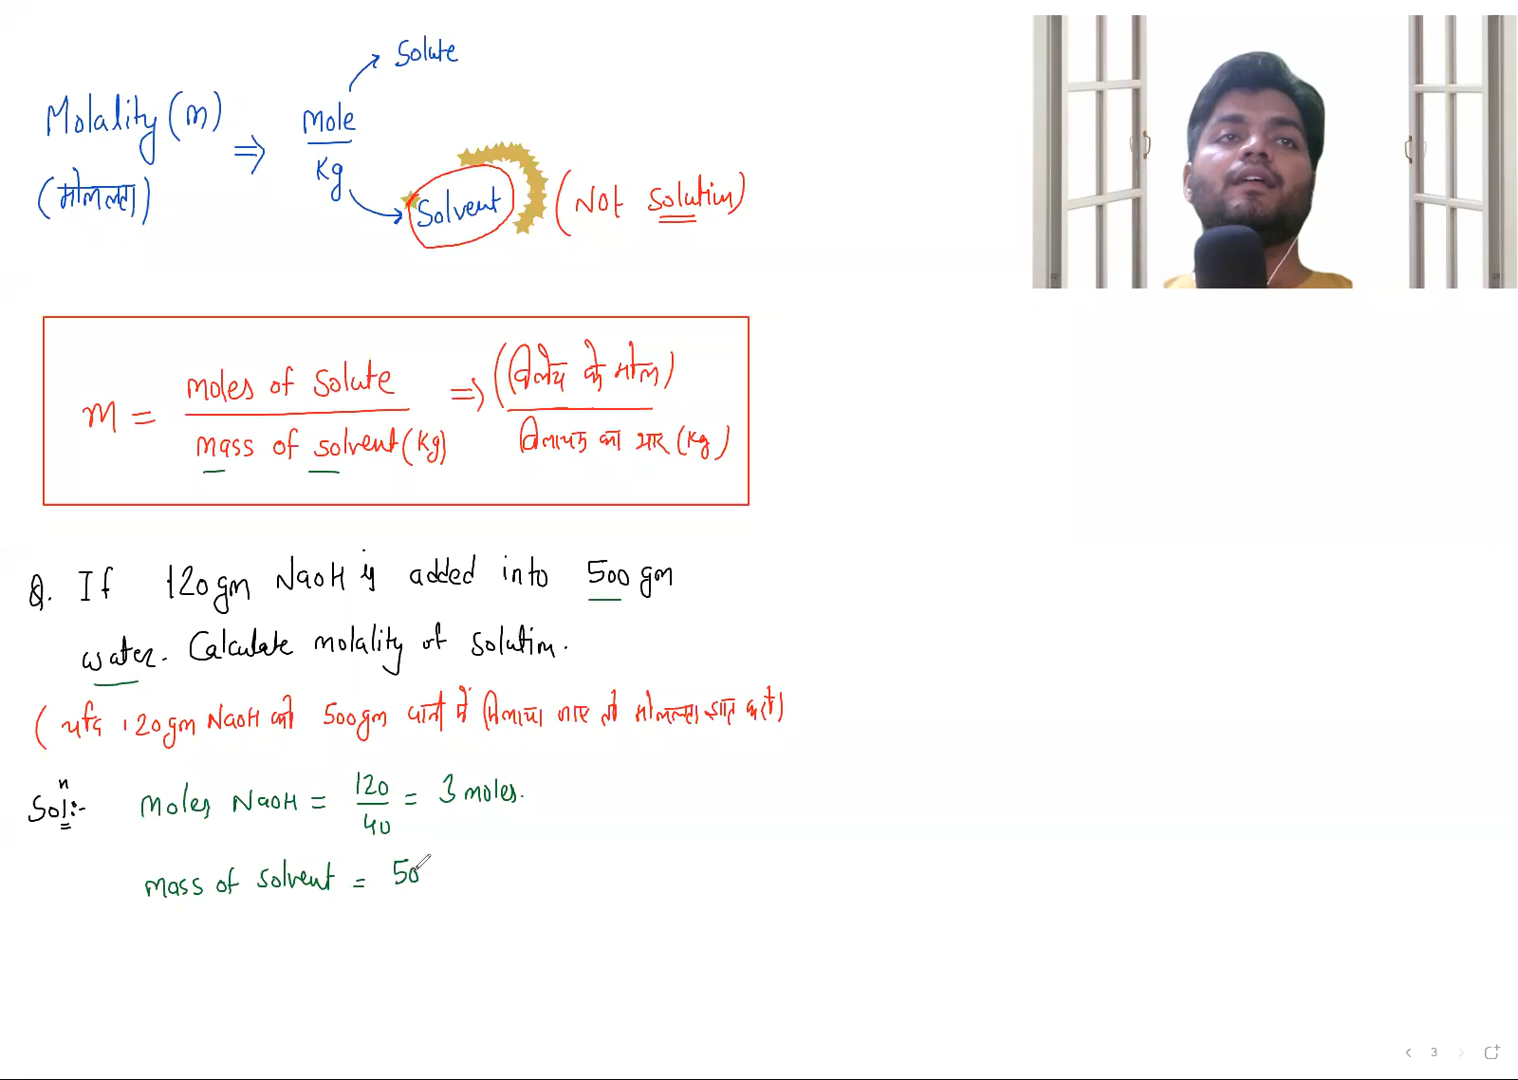 Solute
Molality (m) ⇒ Mole
Kg
(मोललता)
Solvent (Not Solution)
m = moles of Solute / mass of solvent (Kg) ⇒ (विलेय के मोल) / विलायक का भार (Kg)
Q. If 120 gm NaOH is added into 500 gm
water. Calculate molality of solution.
(यदि 120gm NaOH को 500gm पानी में मिलाया जाए तो मोललता ज्ञात करो)
Solⁿ:- moles NaOH = 120/40 = 3 moles.
mass of solvent = 50
3